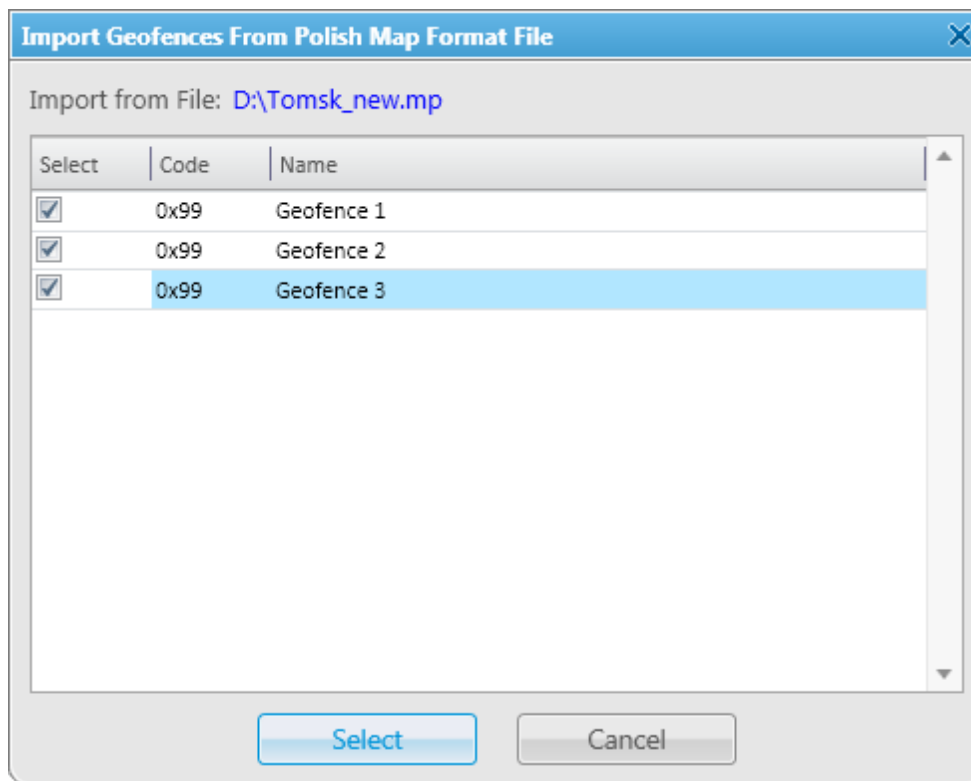 Import Geofences From Polish Map Format File
Import from File: D:\Tomsk_new.mp
Select Code Name
0x99 Geofence 1
0x99 Geofence 2
0x99 Geofence 3
Select Cancel